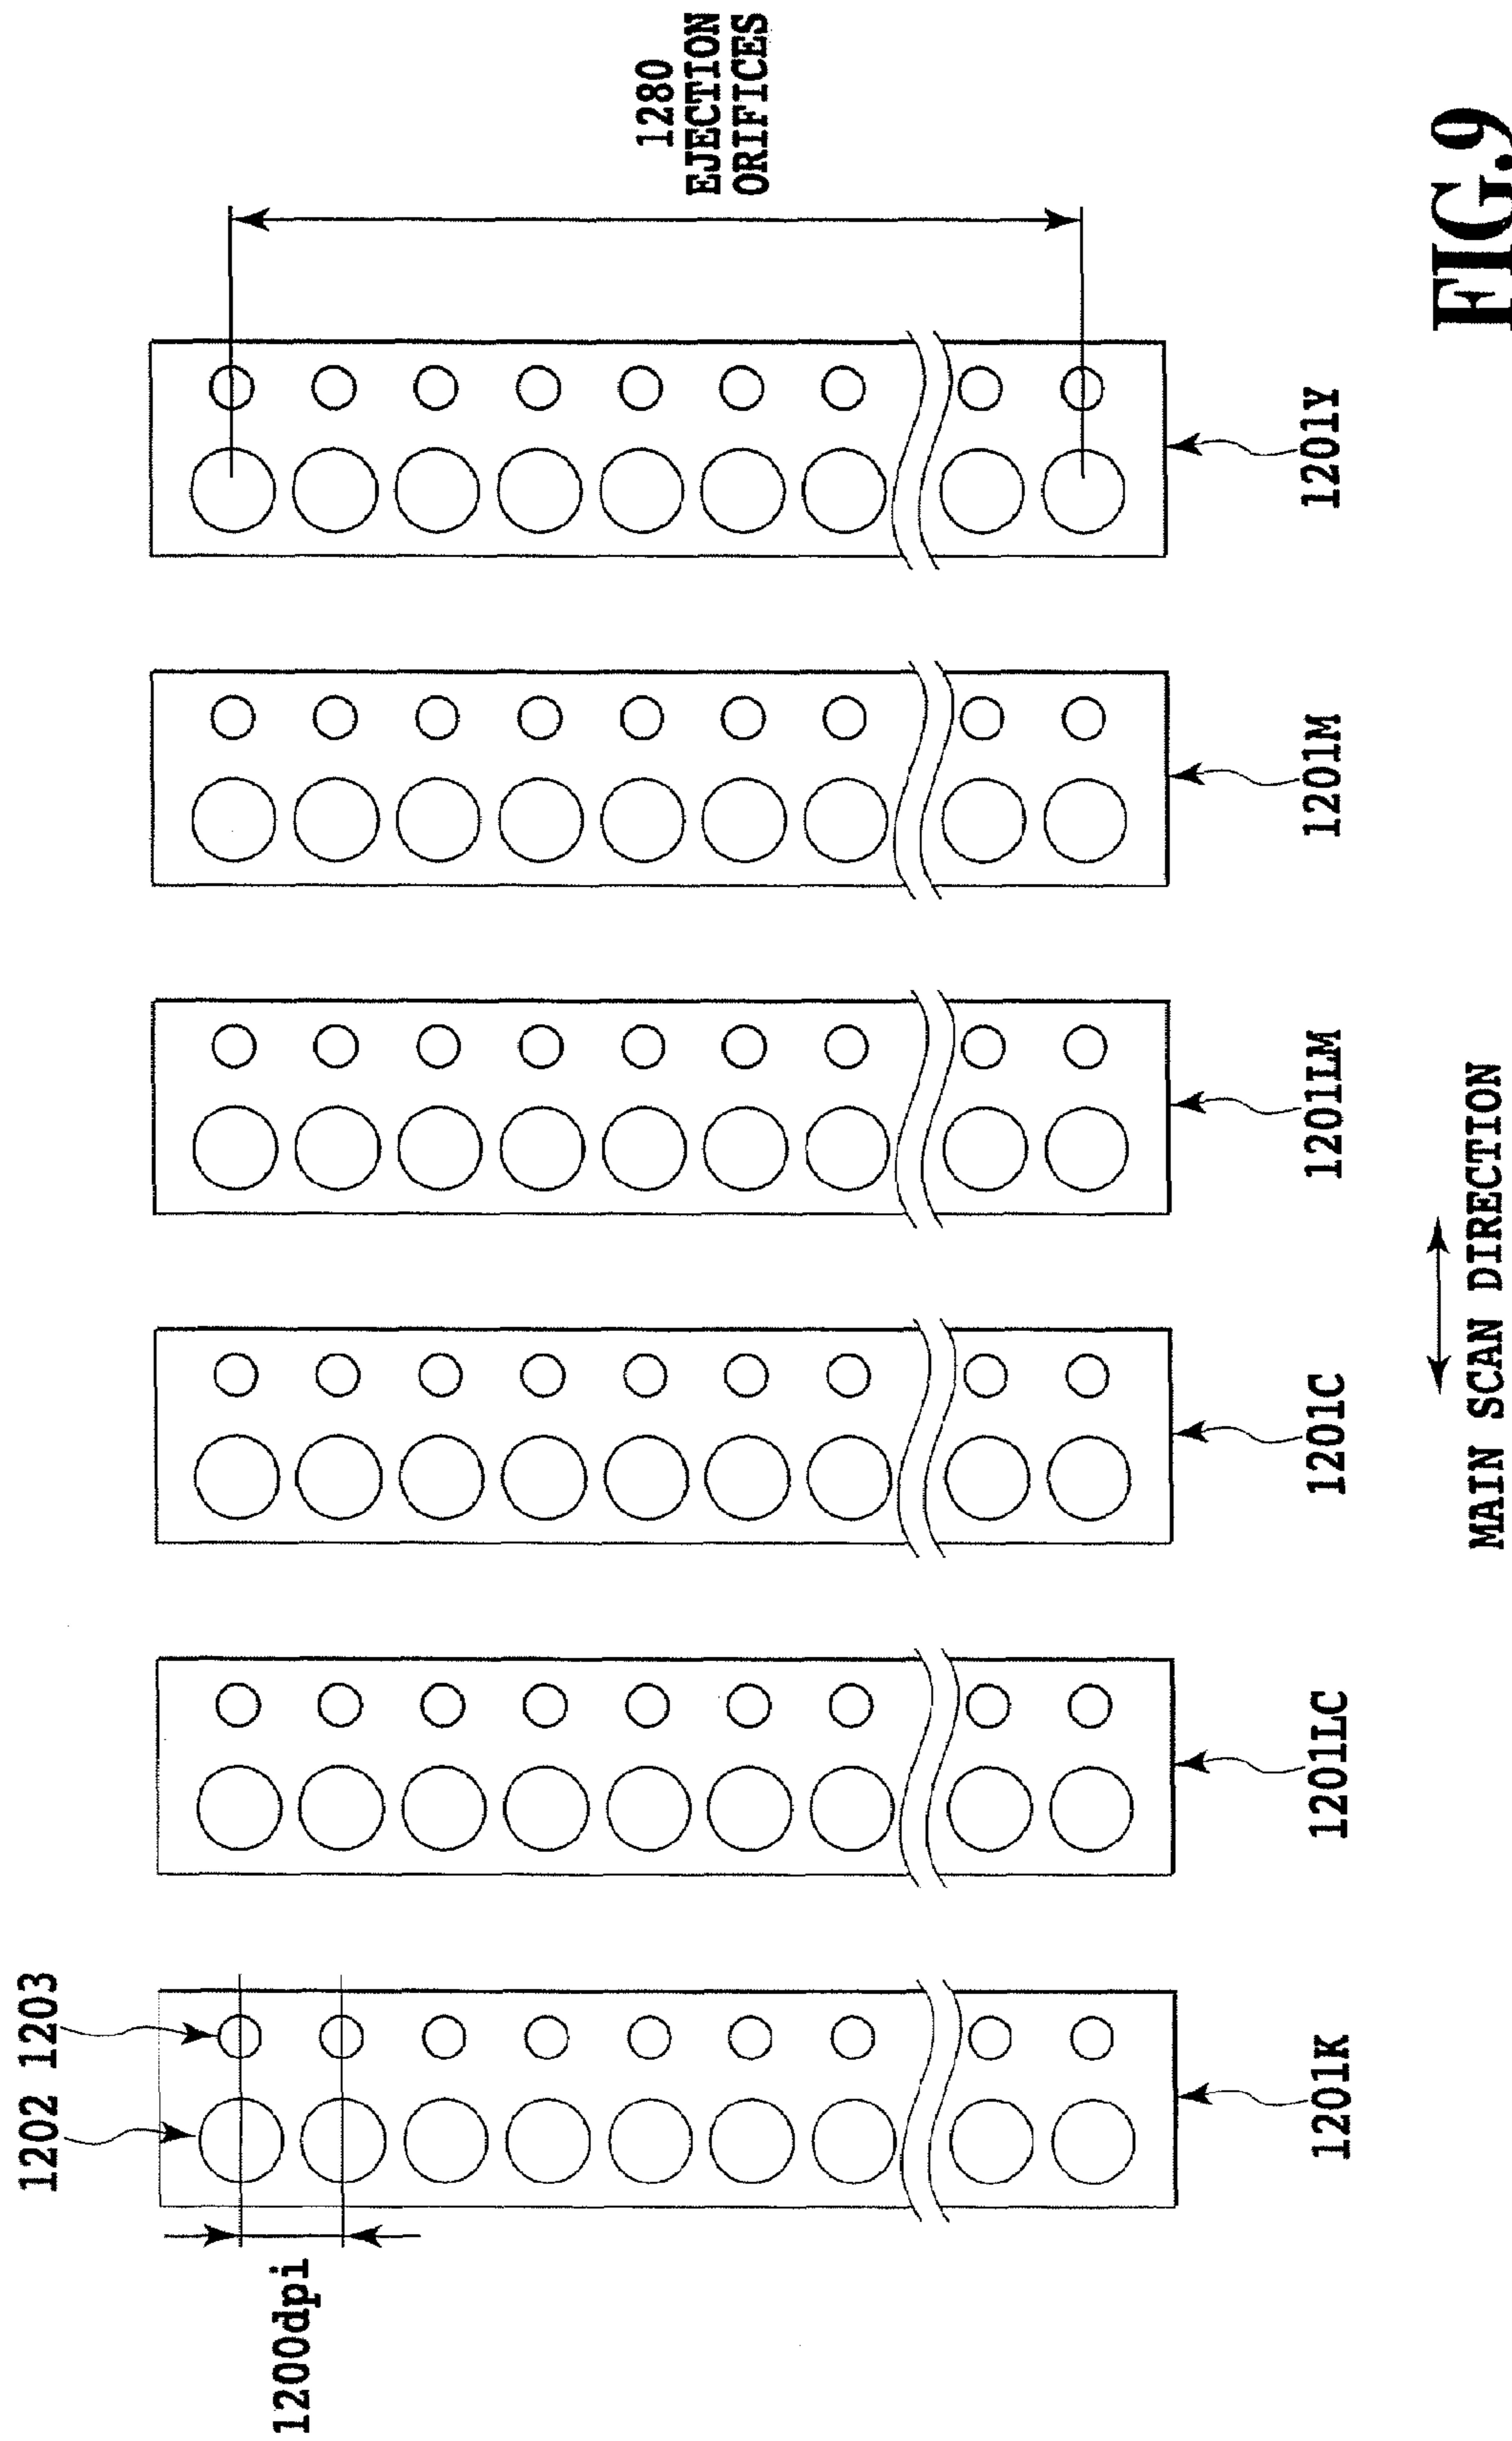 1202 1203
1200dpi
1280
EJECTION
ORIFICES
1201K
1201LC
1201C
1201LM
1201M
1201Y
MAIN SCAN DIRECTION
FIG.9